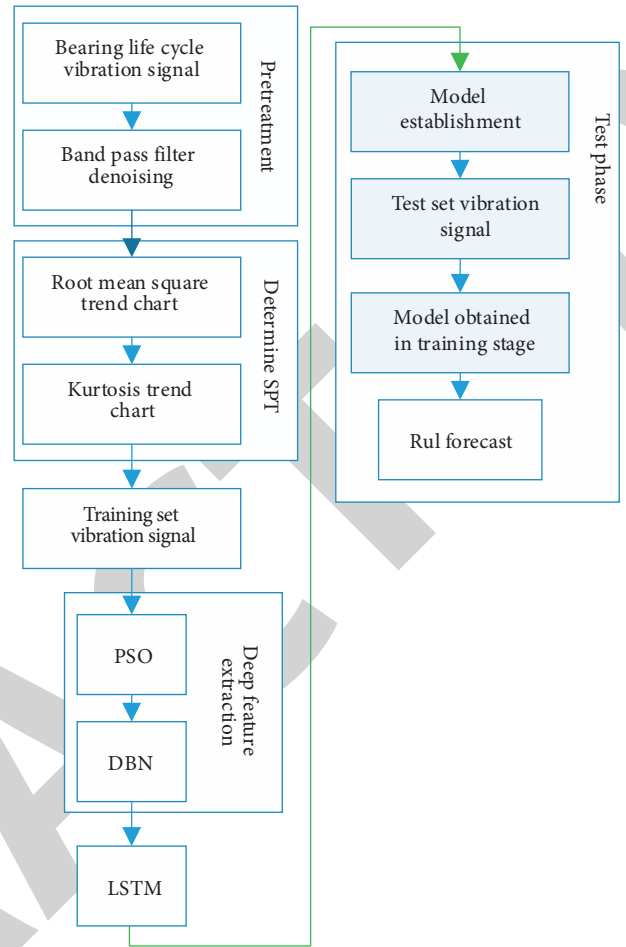 Bearing life cycle
vibration signal
Band pass filter
denoising
Pretreatment
Root mean square
trend chart
Kurtosis trend
chart
Determine SPT
Training set
vibration signal
PSO
DBN
Deep feature
extraction
LSTM
Model
establishment
Test set vibration
signal
Model obtained
in training stage
Rul forecast
Test phase